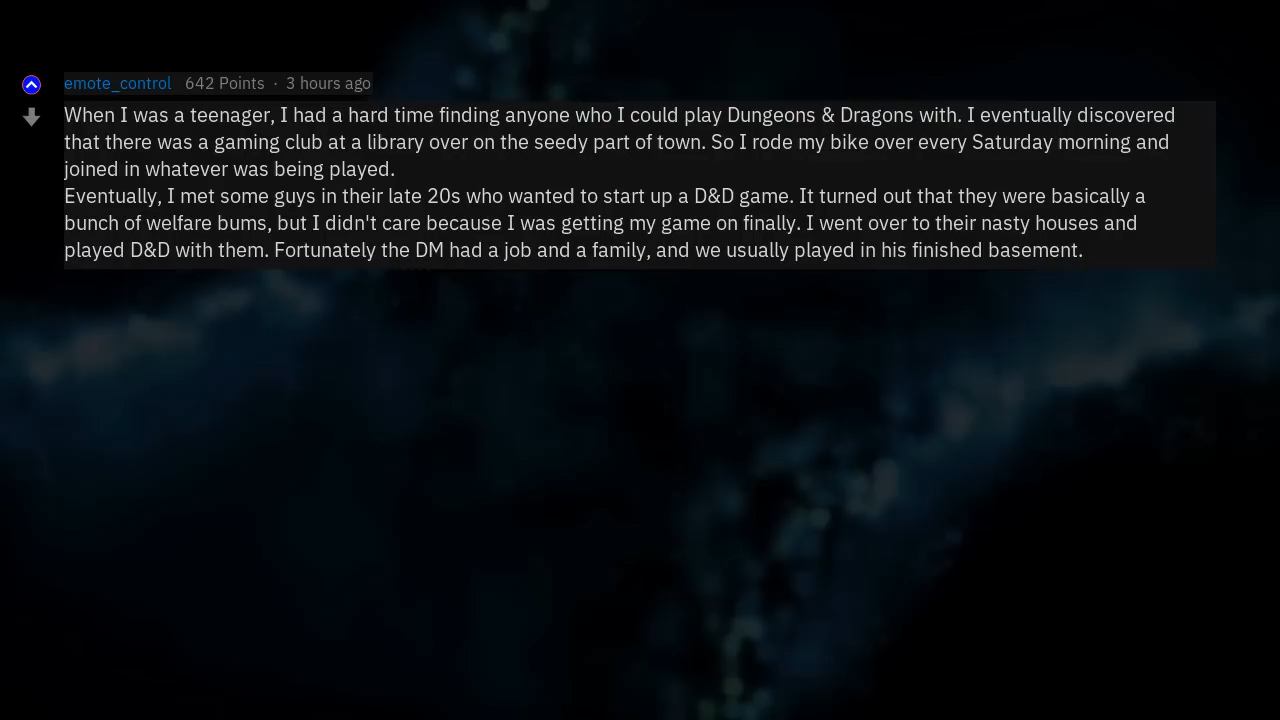 emote_control 642 Points · 3 hours ago
When I was a teenager, I had a hard time finding anyone who I could play Dungeons & Dragons with. I eventually discovered
that there was a gaming club at a library over on the seedy part of town. So I rode my bike over every Saturday morning and
joined in whatever was being played.
Eventually, I met some guys in their late 20s who wanted to start up a D&D game. It turned out that they were basically a
bunch of welfare bums, but I didn't care because I was getting my game on finally. I went over to their nasty houses and
played D&D with them. Fortunately the DM had a job and a family, and we usually played in his finished basement.